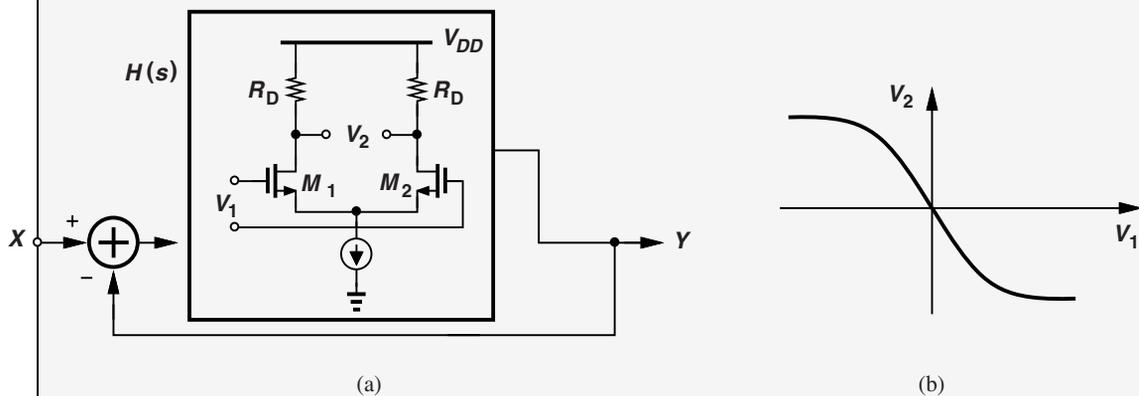 V_DD
H(s)
R_D
R_D
V_2
M_1
M_2
V_1
X
+
+
−
Y
(a)
V_2
V_1
(b)